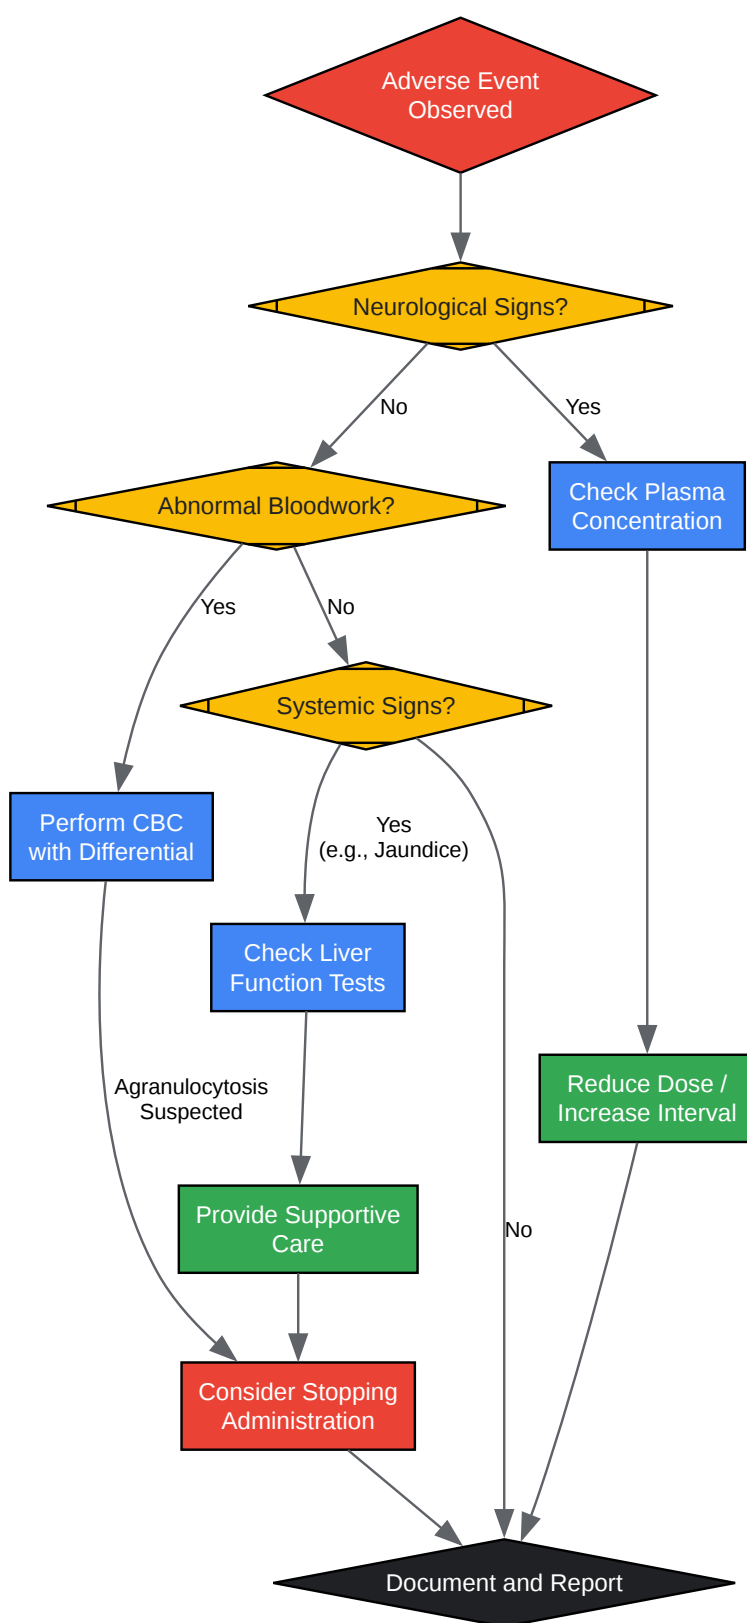 Adverse Event
Observed
Neurological Signs?
No
Yes
Abnormal Bloodwork?
Check Plasma
Concentration
Yes
No
Systemic Signs?
Perform CBC
with Differential
Yes
(e.g., Jaundice)
Check Liver
Function Tests
Agranulocytosis
Suspected
Reduce Dose /
Increase Interval
Provide Supportive
Care
No
Consider Stopping
Administration
Document and Report